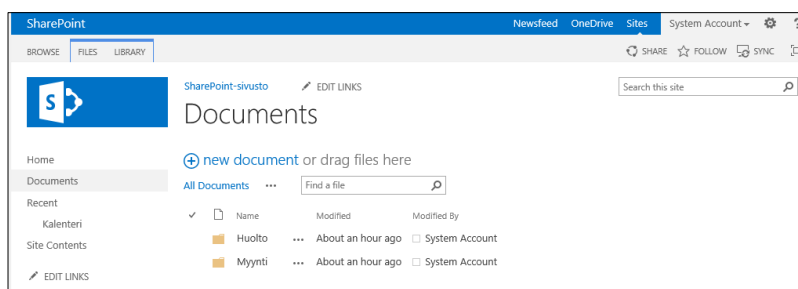 SharePoint Newsfeed OneDrive Sites System Account ?
BROWSE FILES LIBRARY SHARE FOLLOW SYNC
S
SharePoint-sivusto EDIT LINKS Search this site
Documents
Home
Documents
Recent
Kalenteri
Site Contents
EDIT LINKS
new document or drag files here
All Documents ••• Find a file
Name Modified Modified By
Huolto ••• About an hour ago System Account
Myynti ••• About an hour ago System Account